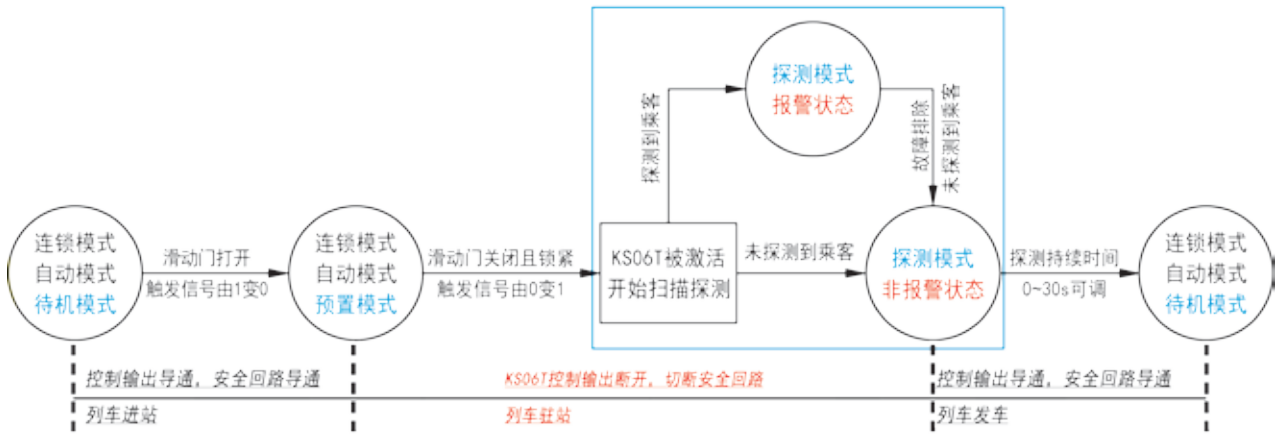 探测模式
报警状态
探测到乘客
故障排除
未探测到乘客
连锁模式
自动模式
待机模式
滑动门打开
触发信号由1变0
连锁模式
自动模式
预置模式
滑动门关闭且锁紧
触发信号由0变1
KS06T被激活
开始扫描探测
未探测到乘客
探测模式
非报警状态
探测持续时间
0~30s可调
连锁模式
自动模式
待机模式
控制输出导通，安全回路导通
KS06T控制输出断开，切断安全回路
控制输出导通，安全回路导通
列车进站
列车驻站
列车发车